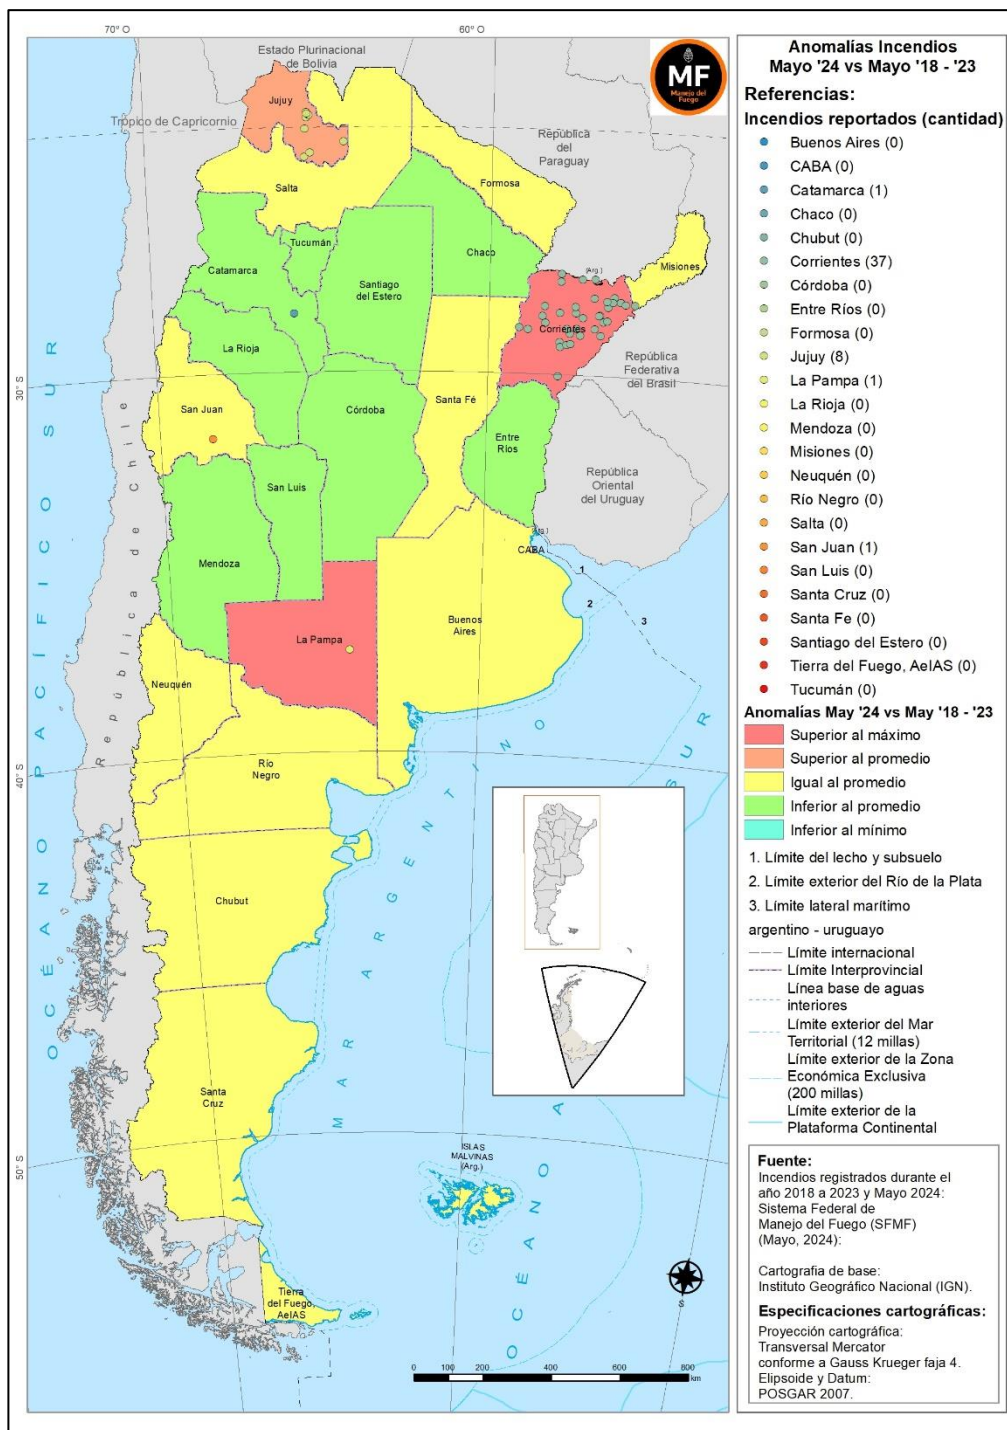 70° O
60° O
Estado Plurinacional
de Bolivia
MF
Manejo del
Fuego
Jujuy
Trópico de Capricornio
República
del
Paraguay
Salta
Formosa
Tucumán
Chaco
Catamarca
Santiago
del Estero
Misiones
(Arg.)
Corrientes
La Rioja
República
Federativa
del Brasil
30° S
San Juan
Córdoba
Santa Fé
Entre
Ríos
San Luis
República
Oriental
del Uruguay
Mendoza
(Arg.)
CABA
1
2
3
La Pampa
Buenos
Aires
Neuquén
Río
Negro
40° S
Chubut
Santa
Cruz
50° S
ISLAS
MALVINAS
(Arg.)
Tierra
del Fuego,
AeIAS
OCÉANO PACÍFICO SUR
República de Chile
MAR ARGENTINO
OCÉANO A
SUR
S
0 100 200 400 600 800
km
Anomalías Incendios
Mayo '24 vs Mayo '18 - '23
Referencias:
Incendios reportados (cantidad)
Buenos Aires (0)
CABA (0)
Catamarca (1)
Chaco (0)
Chubut (0)
Corrientes (37)
Córdoba (0)
Entre Ríos (0)
Formosa (0)
Jujuy (8)
La Pampa (1)
La Rioja (0)
Mendoza (0)
Misiones (0)
Neuquén (0)
Río Negro (0)
Salta (0)
San Juan (1)
San Luis (0)
Santa Cruz (0)
Santa Fe (0)
Santiago del Estero (0)
Tierra del Fuego, AeIAS (0)
Tucumán (0)
Anomalías May '24 vs May '18 - '23
Superior al máximo
Superior al promedio
Igual al promedio
Inferior al promedio
Inferior al mínimo
1. Límite del lecho y subsuelo
2. Límite exterior del Río de la Plata
3. Límite lateral marítimo
argentino - uruguayo
Límite internacional
Límite Interprovincial
Línea base de aguas
interiores
Límite exterior del Mar
Territorial (12 millas)
Límite exterior de la Zona
Económica Exclusiva
(200 millas)
Límite exterior de la
Plataforma Continental
Fuente:
Incendios registrados durante el
año 2018 a 2023 y Mayo 2024:
Sistema Federal de
Manejo del Fuego (SFMF)
(Mayo, 2024):
Cartografia de base:
Instituto Geográfico Nacional (IGN).
Especificaciones cartográficas:
Proyección cartográfica:
Transversal Mercator
conforme a Gauss Krueger faja 4.
Elipsoide y Datum:
POSGAR 2007.